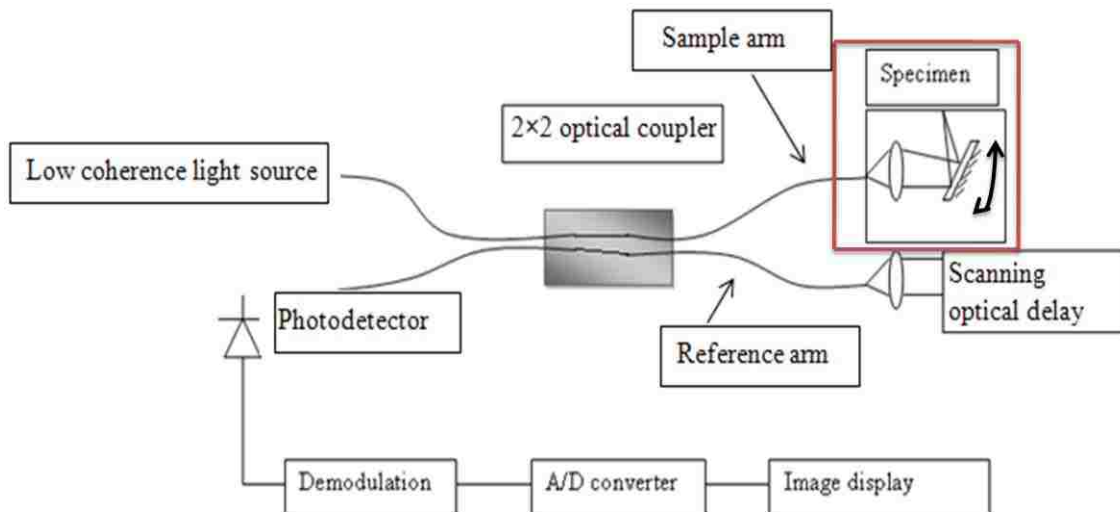 Sample arm
Specimen
2×2 optical coupler
Low coherence light source
Scanning
optical delay
Photodetector
Reference arm
Demodulation
A/D converter
Image display